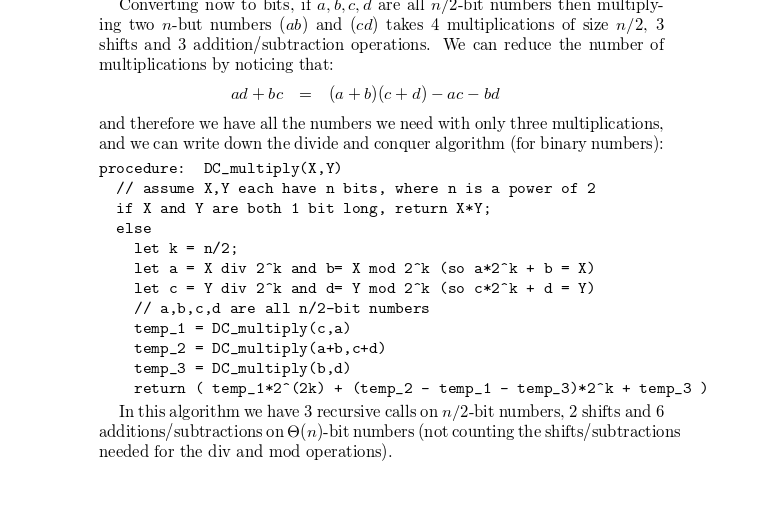 Converting now to bits, if a, b, c, d are all n/2-bit numbers then multiply-
ing two n-but numbers (ab) and (cd) takes 4 multiplications of size n/2, 3
shifts and 3 addition/subtraction operations. We can reduce the number of
multiplications by noticing that:
ad + bc = (a + b)(c + d) − ac − bd
and therefore we have all the numbers we need with only three multiplications,
and we can write down the divide and conquer algorithm (for binary numbers):
procedure: DC_multiply(X,Y)
// assume X,Y each have n bits, where n is a power of 2
if X and Y are both 1 bit long, return X*Y;
else
let k = n/2;
let a = X div 2^k and b= X mod 2^k (so a*2^k + b = X)
let c = Y div 2^k and d= Y mod 2^k (so c*2^k + d = Y)
// a,b,c,d are all n/2-bit numbers
temp_1 = DC_multiply(c,a)
temp_2 = DC_multiply(a+b,c+d)
temp_3 = DC_multiply(b,d)
return ( temp_1*2^(2k) + (temp_2 - temp_1 - temp_3)*2^k + temp_3 )
In this algorithm we have 3 recursive calls on n/2-bit numbers, 2 shifts and 6
additions/subtractions on Θ(n)-bit numbers (not counting the shifts/subtractions
needed for the div and mod operations).